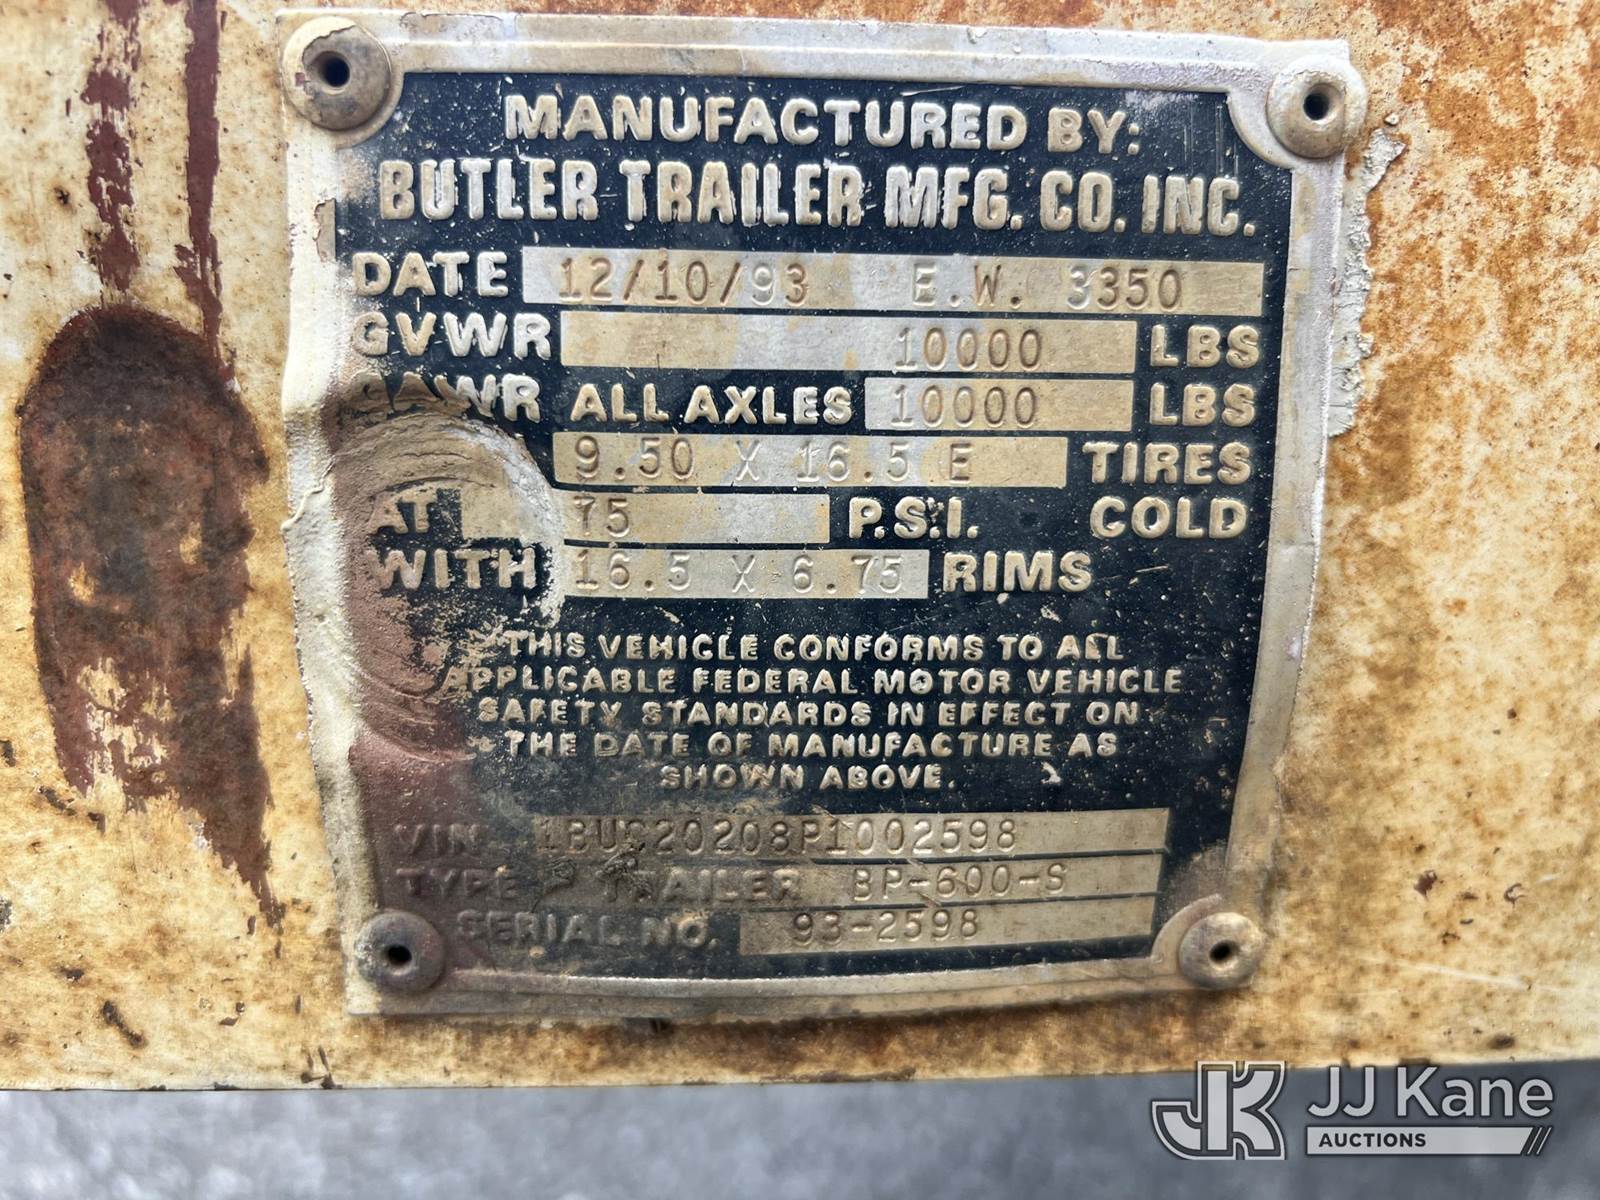 MANUFACTURED BY:
BUTLER TRAILER MFG. CO. INC.
DATE 12/10/93 E.W. 3350
GVWR 10000 LBS
GAWR ALL AXLES 10000 LBS
9.50 X 16.5 E TIRES
AT 75 P.S.I. COLD
WITH 16.5 X 6.75 RIMS
THIS VEHICLE CONFORMS TO ALL
APPLICABLE FEDERAL MOTOR VEHICLE
SAFETY STANDARDS IN EFFECT ON
THE DATE OF MANUFACTURE AS
SHOWN ABOVE.
VIN 1BUC20208P1002598
TYPE - TRAILER BP-600-S
SERIAL NO. 93-2598
JK JJ Kane
AUCTIONS